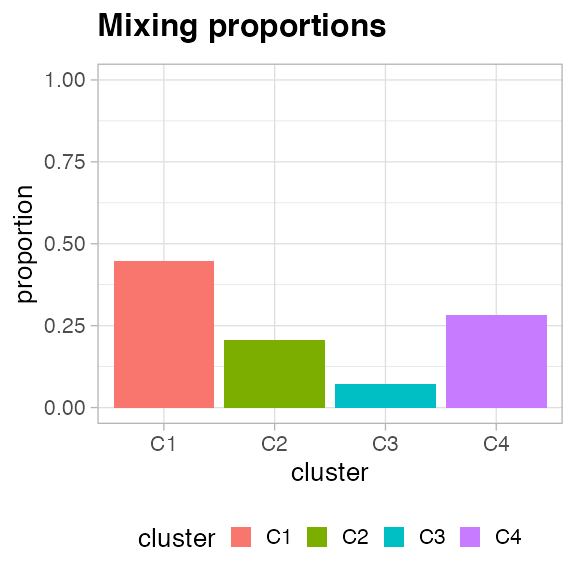 Mixing proportions
1.00
0.75
0.50
0.25
0.00
proportion
C1 C2 C3 C4
cluster
cluster C1 C2 C3 C4